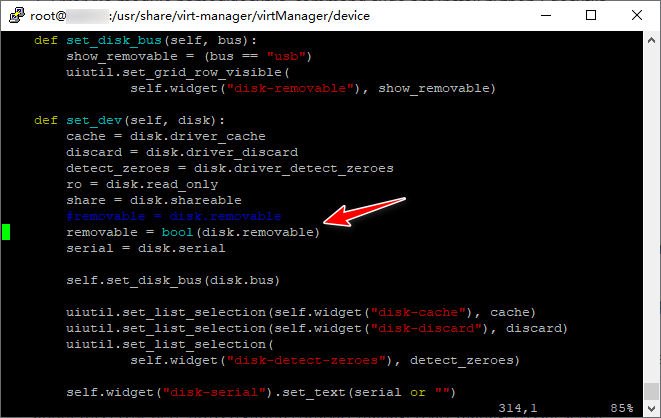 root@ :/usr/share/virt-manager/virtManager/device
def set_disk_bus(self, bus):
show_removable = (bus == "usb")
uiutil.set_grid_row_visible(
self.widget("disk-removable"), show_removable)
def set_dev(self, disk):
cache = disk.driver_cache
discard = disk.driver_discard
detect_zeroes = disk.driver_detect_zeroes
ro = disk.read_only
share = disk.shareable
#removable = disk.removable
removable = bool(disk.removable)
serial = disk.serial
self.set_disk_bus(disk.bus)
uiutil.set_list_selection(self.widget("disk-cache"), cache)
uiutil.set_list_selection(self.widget("disk-discard"), discard)
uiutil.set_list_selection(
self.widget("disk-detect-zeroes"), detect_zeroes)
self.widget("disk-serial").set_text(serial or "")
314,1 85%